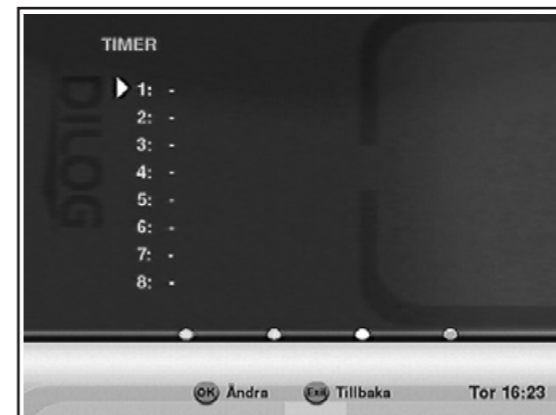 TIMER
1: -
2: -
3: -
4: -
5: -
6: -
7: -
8: -
DILOG
OK Ändra Exit Tillbaka Tor 16:23